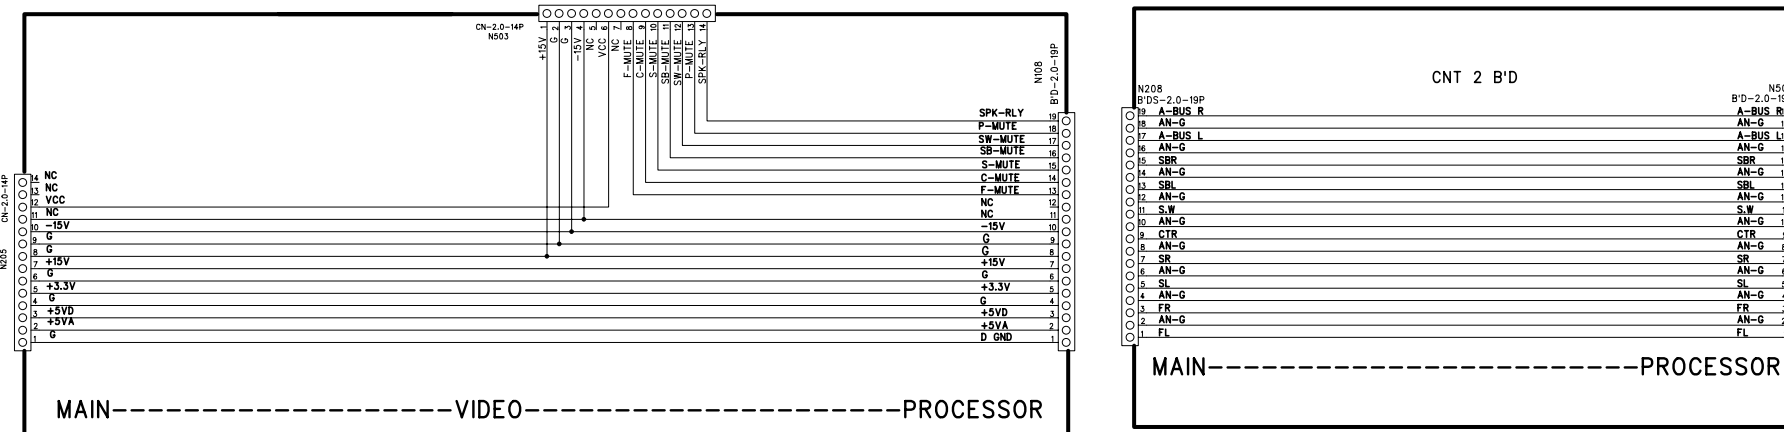 CN-2.0-14P
N503
1 2 3 4 5 6 7 8 9 10 11 12 13 14
+15V
G
G
-15V
NC
VCC
NC
F-MUTE
C-MUTE
S-MUTE
SB-MUTE
SW-MUTE
P-MUTE
SPK-RLY
N108
B'D-2.0-19P
SPK-RLY 19
P-MUTE 18
SW-MUTE 17
SB-MUTE 16
S-MUTE 15
C-MUTE 14
F-MUTE 13
NC 12
NC 11
-15V 10
G 9
G 8
+15V 7
G 6
+3.3V 5
G 4
+5VD 3
+5VA 2
D GND 1
CN-2.0-14P
N205
14 NC
13 NC
12 VCC
11 NC
10 -15V
9 G
8 G
7 +15V
6 G
5 +3.3V
4 G
3 +5VD
2 +5VA
1 G
MAIN-------------------VIDEO---------------------PROCESSOR
CNT 2 B'D
N208
B'DS-2.0-19P
19 A-BUS R
18 AN-G
17 A-BUS L
16 AN-G
15 SBR
14 AN-G
13 SBL
12 AN-G
11 S.W
10 AN-G
9 CTR
8 AN-G
7 SR
6 AN-G
5 SL
4 AN-G
3 FR
2 AN-G
1 FL
N50
B'D-2.0-19
A-BUS R
AN-G
A-BUS L
AN-G
SBR
AN-G
SBL
AN-G
S.W
AN-G
CTR
AN-G
SR
AN-G
SL
AN-G
FR
AN-G
FL
MAIN------------------------PROCESSOR